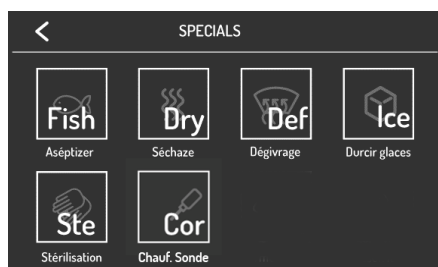 SPECIALS
Fish Dry Def Ice
Aséptizer Séchaze Dégivrage Durcir glaces
Ste Cor
Stérilisation Chauf. Sonde